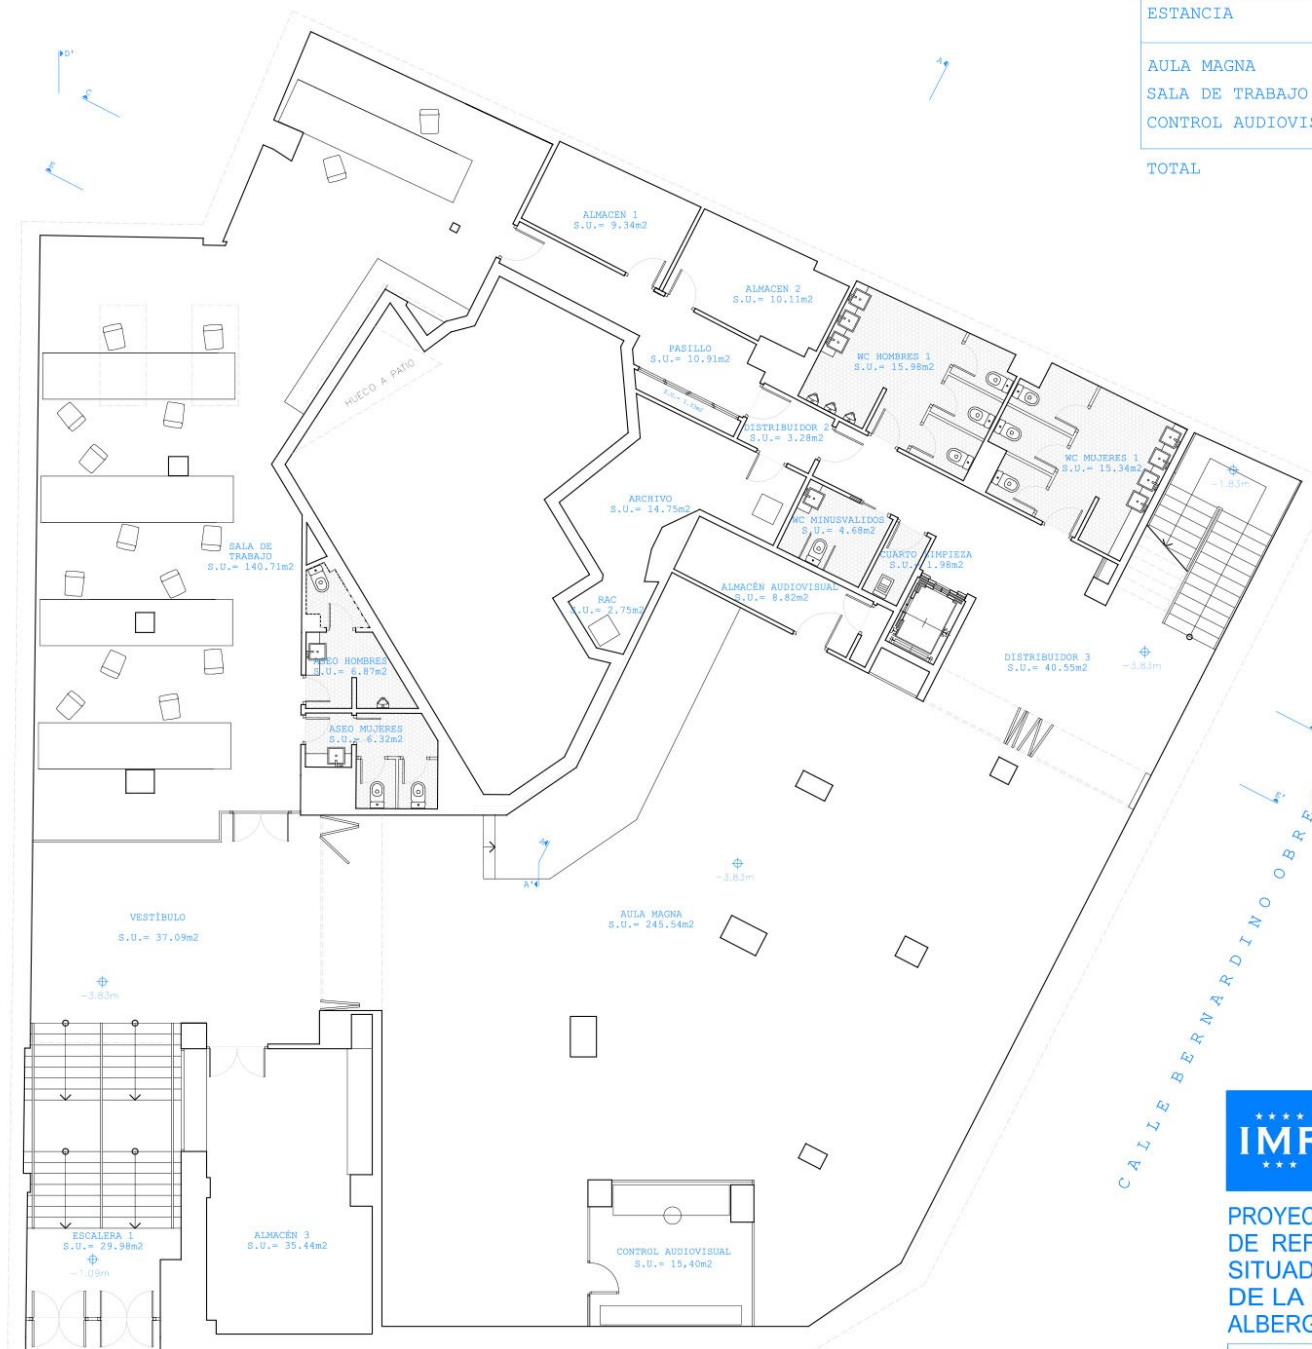 ESTANCIA
AULA MAGNA
SALA DE TRABAJO
CONTROL AUDIOVIS
TOTAL
D'
C
A
ALMACEN 1
S.U.= 9.34m2
ALMACEN 2
S.U.= 10.11m2
PASILLO
S.U.= 10.91m2
WC HOMBRES 1
S.U.= 15.98m2
HUECO A PATIO
DISTRIBUIDOR 2
S.U.= 3.28m2
WC MUJERES 1
S.U.= 15.34m2
-1.83m
ARCHIVO
S.U.= 14.75m2
WC MINUSVALIDOS
S.U.= 4.68m2
SALA DE
TRABAJO
S.U.= 140.71m2
CUARTO LIMPIEZA
S.U.= 1.98m2
ALMACÉN AUDIOVISUAL
S.U.= 8.82m2
RAC
S.U.= 2.75m2
DISTRIBUIDOR 3
S.U.= 40.55m2
-3.83m
ASEO HOMBRES
S.U.= 6.87m2
ASEO MUJERES
S.U.= 6.32m2
A'
-3.83m
VESTÍBULO
S.U.= 37.09m2
AULA MAGNA
S.U.= 245.54m2
-3.83m
CALLE BERNARDINO OBRE
ESCALERA 1
S.U.= 29.98m2
-1.09m
ALMACÉN 3
S.U.= 35.44m2
CONTROL AUDIOVISUAL
S.U.= 15,40m2
IMF
PROYEC
DE REF
SITUAD
DE LA
ALBERG